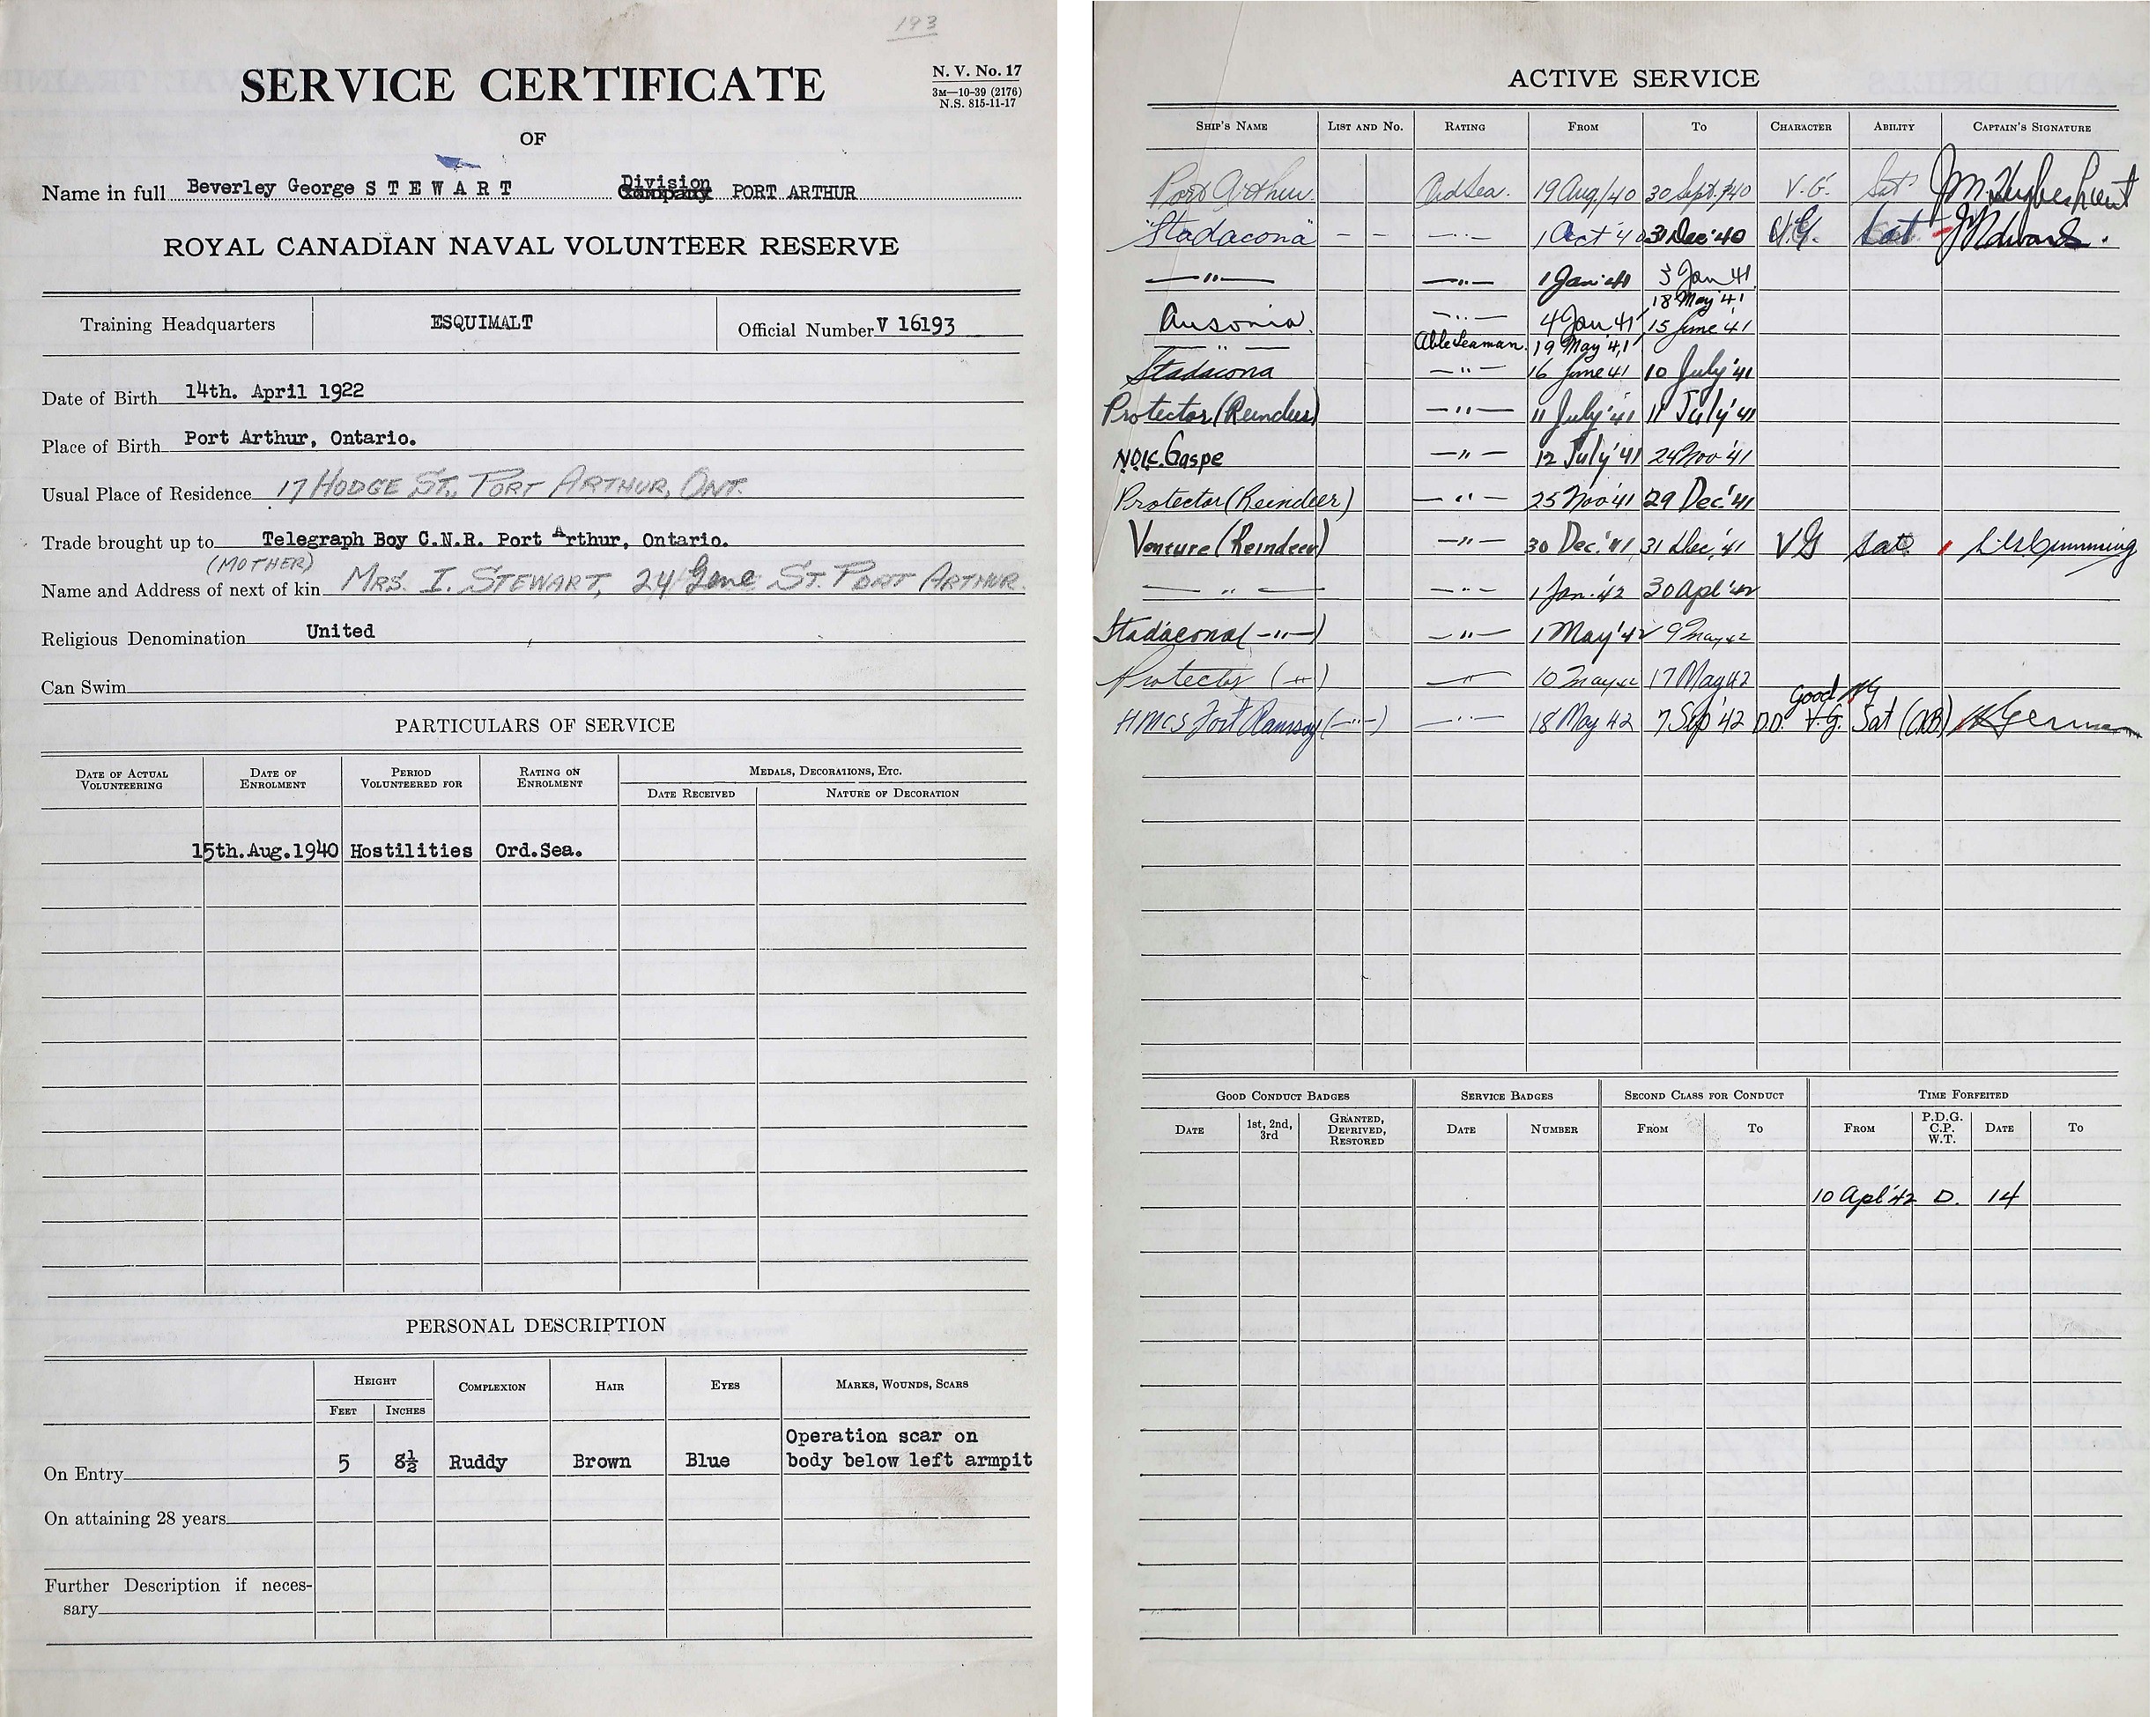 193
SERVICE CERTIFICATE
N. V. No. 17
3M—10-39 (2176)
N.S. 815-11-17
OF
Name in full Beverley George STEWART Division Company PORT ARTHUR
ROYAL CANADIAN NAVAL VOLUNTEER RESERVE
Training Headquarters ESQUIMALT Official Number V 16193
Date of Birth 14th. April 1922
Place of Birth Port Arthur, Ontario.
Usual Place of Residence 17 HODGE ST., PORT ARTHUR, ONT.
Trade brought up to Telegraph Boy C.N.R. Port Arthur, Ontario.
(MOTHER)
Name and Address of next of kin MRS. I. STEWART, 24 ST. PORT ARTHUR.
Religious Denomination United
Can Swim
PARTICULARS OF SERVICE
DATE OF ACTUAL VOLUNTEERING DATE OF ENROLMENT PERIOD VOLUNTEERED FOR RATING ON ENROLMENT MEDALS, DECORATIONS, ETC.
DATE RECEIVED NATURE OF DECORATION
15th.Aug.1940 Hostilities Ord.Sea.
PERSONAL DESCRIPTION
HEIGHT COMPLEXION HAIR EYES MARKS, WOUNDS, SCARS
FEET INCHES
Operation scar on
On Entry 5 8½ Ruddy Brown Blue body below left armpit
On attaining 28 years
Further Description if neces-
sary
ACTIVE SERVICE
SHIP'S NAME LIST AND NO. RATING FROM TO CHARACTER ABILITY CAPTAIN'S SIGNATURE
Port Arthur. OrdSea. 19 Aug/40 30 Sept/40 V.G. Sat
"Stadacona" – – –..– 1 Oct '40 31 Dec '40 V.G. Sat
—"— —"— 1 Jan '41 3 Jan '41
18 May '41
Ausonia. —"— 4 Jan '41 15 June '41
—"— Able Seaman. 19 May '41
Stadacona —"— 16 June 41 10 July '41
Protector (Reindeer) —"— 11 July '41 11 July '41
N.O.I.C. Gaspe —"— 12 July '41 24 Nov '41
Protector (Reindeer) —"— 25 Nov '41 29 Dec. '41
Venture (Reindeer) —"— 30 Dec. '41 31 Dec. '41 VG Sat
—"— —"— 1 Jan. '42 30 Apl '42
Stadacona (—"—) —"— 1 May '42 9 May 42
Protector (—"—) —"— 10 May 42 17 May 42
Good
HMCS Fort Ramsay (—"—) —"— 18 May 42 7 Sep '42 D.D. V.G. Sat (AB)
GOOD CONDUCT BADGES SERVICE BADGES SECOND CLASS FOR CONDUCT TIME FORFEITED
DATE 1st, 2nd, 3rd GRANTED, DEPRIVED, RESTORED DATE NUMBER FROM TO FROM P.D.G. C.P. W.T. DATE TO
10 Apl '42 D. 14